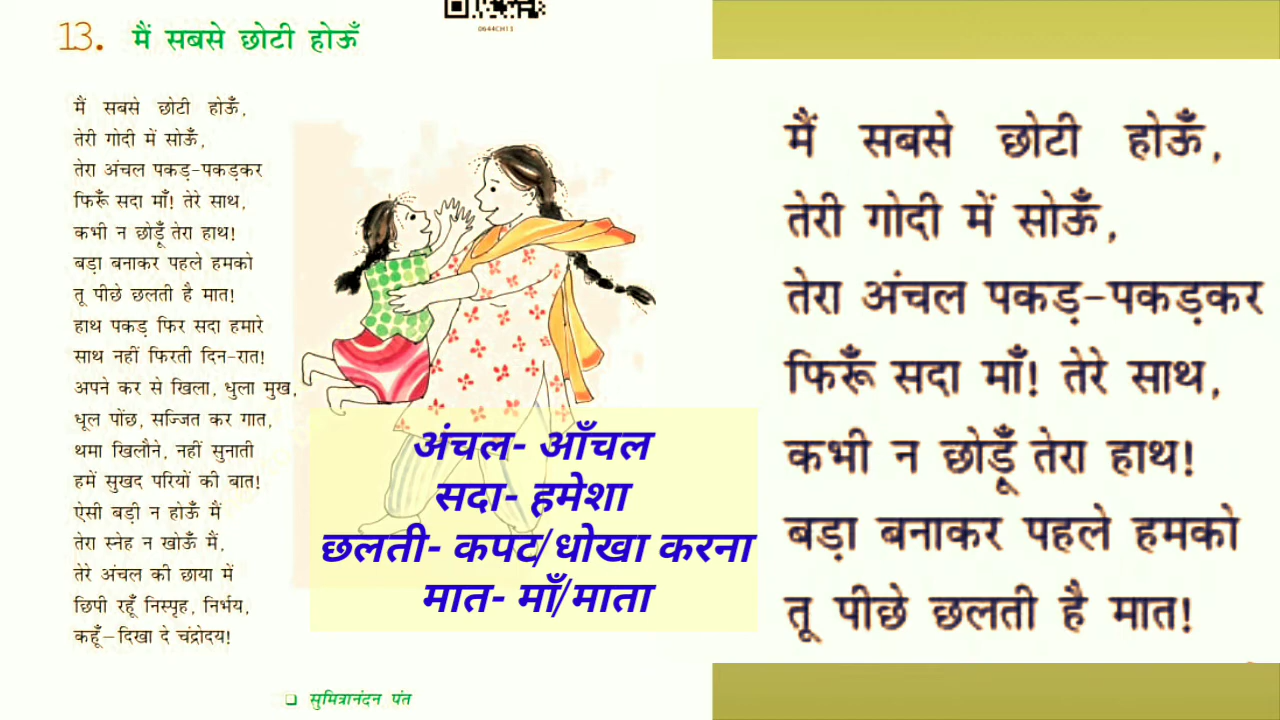 0644CH13
13. मैं सबसे छोटी होऊँ
मैं सबसे छोटी होऊँ,
तेरी गोदी में सोऊँ,
तेरा अंचल पकड़-पकड़कर
फिरूँ सदा माँ! तेरे साथ,
कभी न छोड़ूँ तेरा हाथ!
बड़ा बनाकर पहले हमको
तू पीछे छलती है मात!
हाथ पकड़ फिर सदा हमारे
साथ नहीं फिरती दिन-रात!
अपने कर से खिला, धुला मुख,
धूल पोंछ, सज्जित कर गात,
थमा खिलौने, नहीं सुनाती
हमें सुखद परियों की बात!
ऐसी बड़ी न होऊँ मैं
तेरा स्नेह न खोऊँ मैं,
तेरे अंचल की छाया में
छिपी रहूँ निस्पृह, निर्भय,
कहूँ–दिखा दे चंद्रोदय!
❑ सुमित्रानंदन पंत
अंचल- आँचल
सदा- हमेशा
छलती- कपट/धोखा करना
मात- माँ/माता
मैं सबसे छोटी होऊँ,
तेरी गोदी में सोऊँ,
तेरा अंचल पकड़-पकड़कर
फिरूँ सदा माँ! तेरे साथ,
कभी न छोड़ूँ तेरा हाथ!
बड़ा बनाकर पहले हमको
तू पीछे छलती है मात!